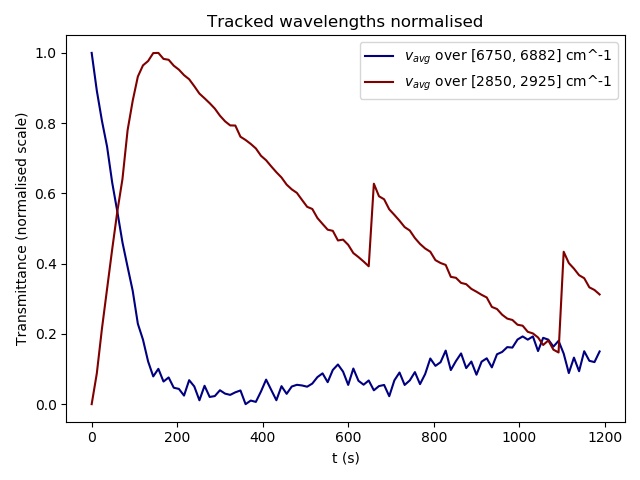 Tracked wavelengths normalised
v_avg over [6750, 6882] cm^-1
v_avg over [2850, 2925] cm^-1
Transmittance (normalised scale)
1.0
0.8
0.6
0.4
0.2
0.0
0 200 400 600 800 1000 1200
t (s)